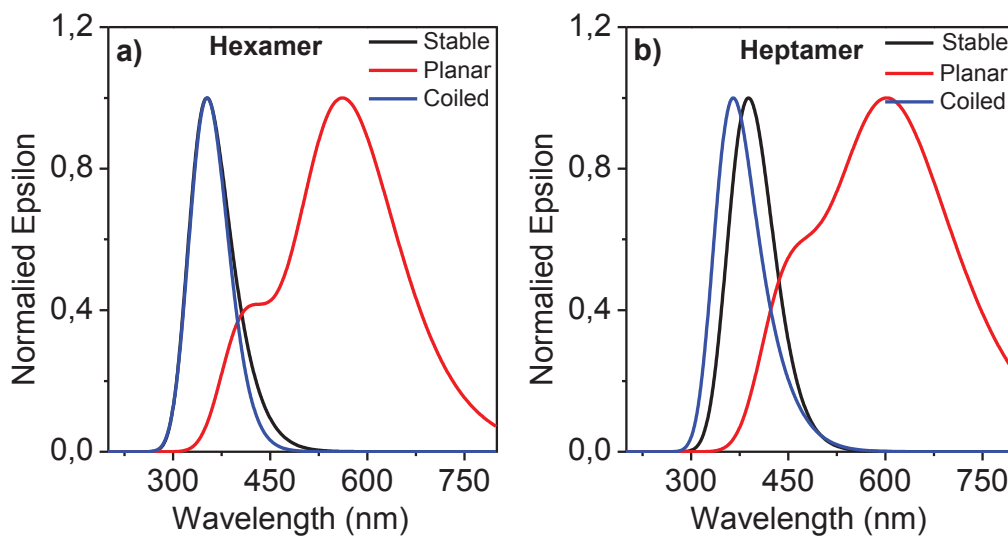 a)
Hexamer
Stable
Planar
Coiled
1,2
0,8
0,4
0,0
Normalied Epsilon
300
450
600
750
Wavelength (nm)
b)
Heptamer
Stable
Planar
Coiled
1,2
0,8
0,4
0,0
Normalied Epsilon
300
450
600
750
Wavelength (nm)